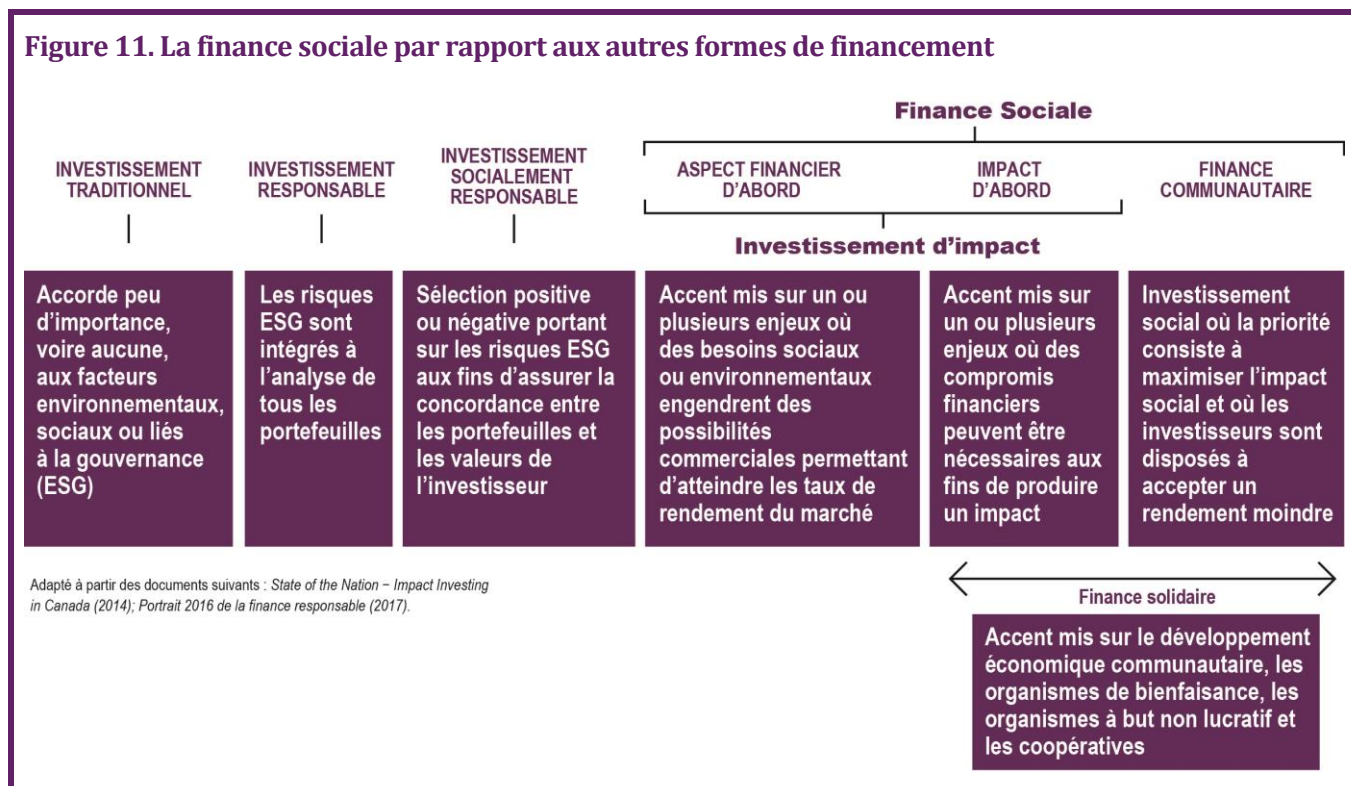 Figure 11. La finance sociale par rapport aux autres formes de financement
Finance Sociale
INVESTISSEMENT
TRADITIONNEL
INVESTISSEMENT
RESPONSABLE
INVESTISSEMENT
SOCIALEMENT
RESPONSABLE
ASPECT FINANCIER
D'ABORD
IMPACT
D'ABORD
FINANCE
COMMUNAUTAIRE
Investissement d'impact
Accorde peu
d'importance,
voire aucune,
aux facteurs
environnementaux,
sociaux ou liés
à la gouvernance
(ESG)
Les risques
ESG sont
intégrés à
l'analyse de
tous les
portefeuilles
Sélection positive
ou négative portant
sur les risques ESG
aux fins d'assurer la
concordance entre
les portefeuilles et
les valeurs de
l'investisseur
Accent mis sur un ou
plusieurs enjeux où
des besoins sociaux
ou environnementaux
engendrent des
possibilités
commerciales permettant
d'atteindre les taux de
rendement du marché
Accent mis sur
un ou plusieurs
enjeux où des
compromis
financiers
peuvent être
nécessaires aux
fins de produire
un impact
Investissement
social où la priorité
consiste à
maximiser l'impact
social et où les
investisseurs sont
disposés à
accepter un
rendement moindre
Adapté à partir des documents suivants : State of the Nation – Impact Investing
in Canada (2014); Portrait 2016 de la finance responsable (2017).
Finance solidaire
Accent mis sur le développement
économique communautaire, les
organismes de bienfaisance, les
organismes à but non lucratif et
les coopératives